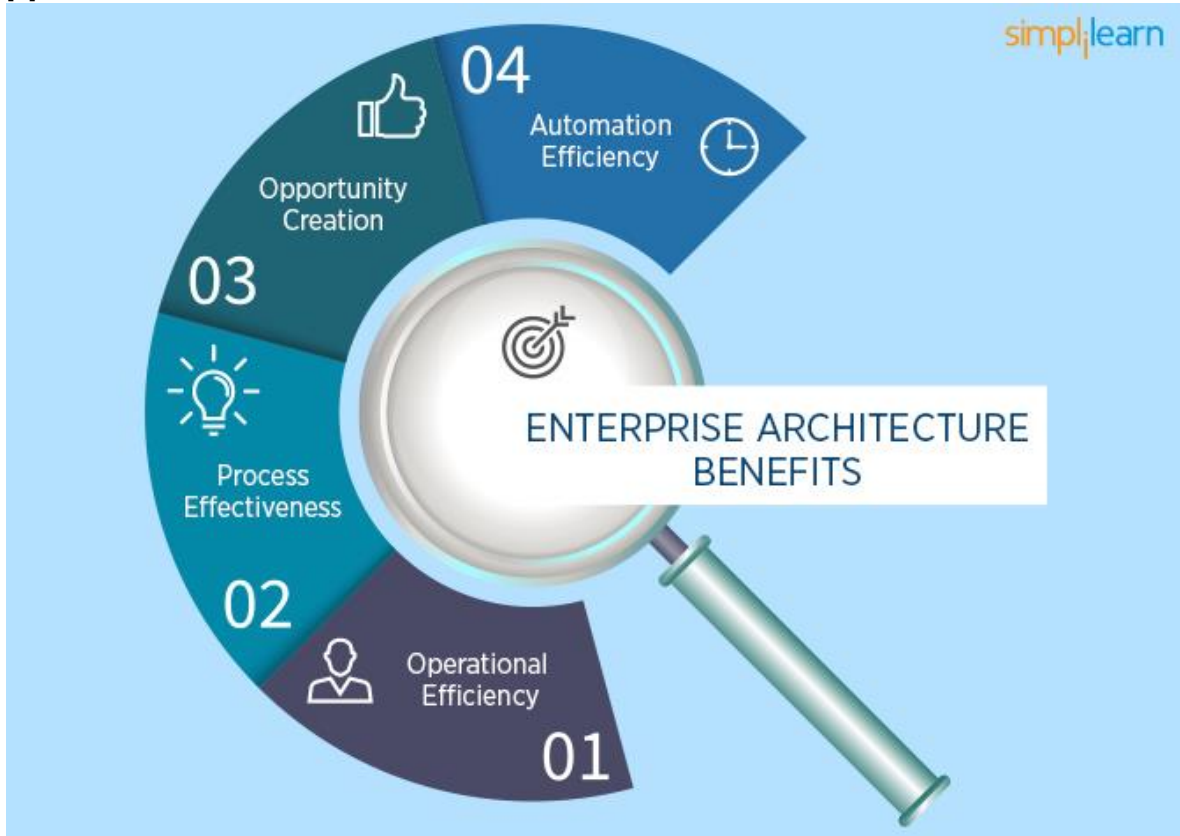 simplilearn
04
Automation
Efficiency
Opportunity
Creation
03
Process
Effectiveness
02
Operational
Efficiency
01
ENTERPRISE ARCHITECTURE
BENEFITS